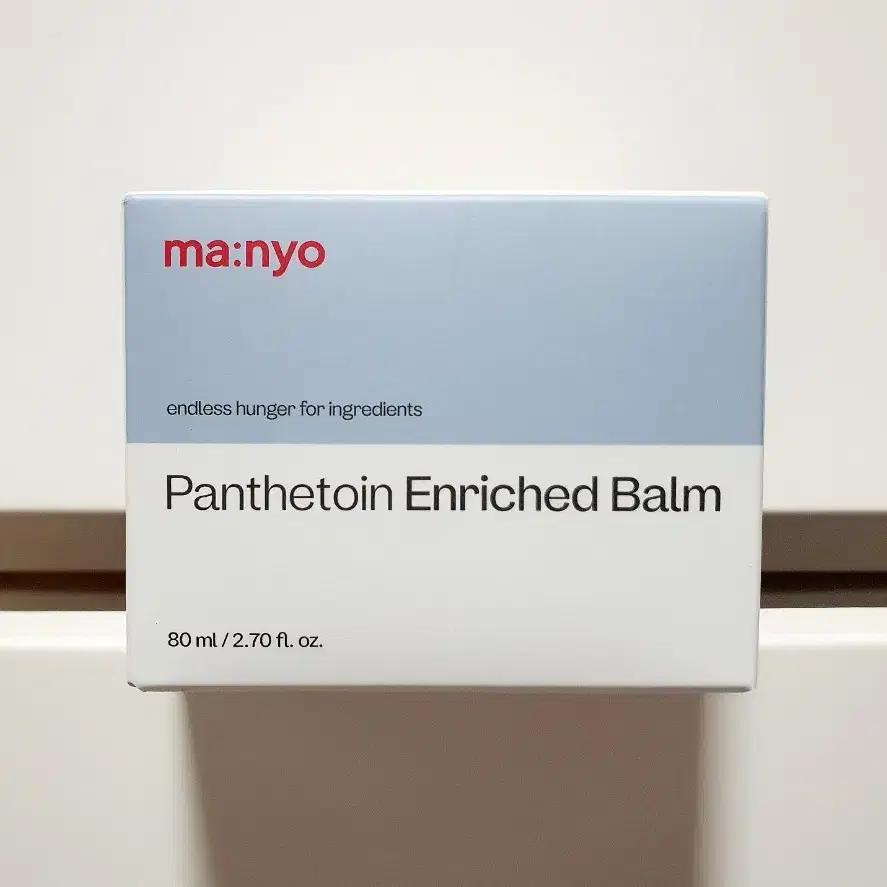 ma:nyo
endless hunger for ingredients
Panthetoin Enriched Balm
80 ml / 2.70 fl. oz.